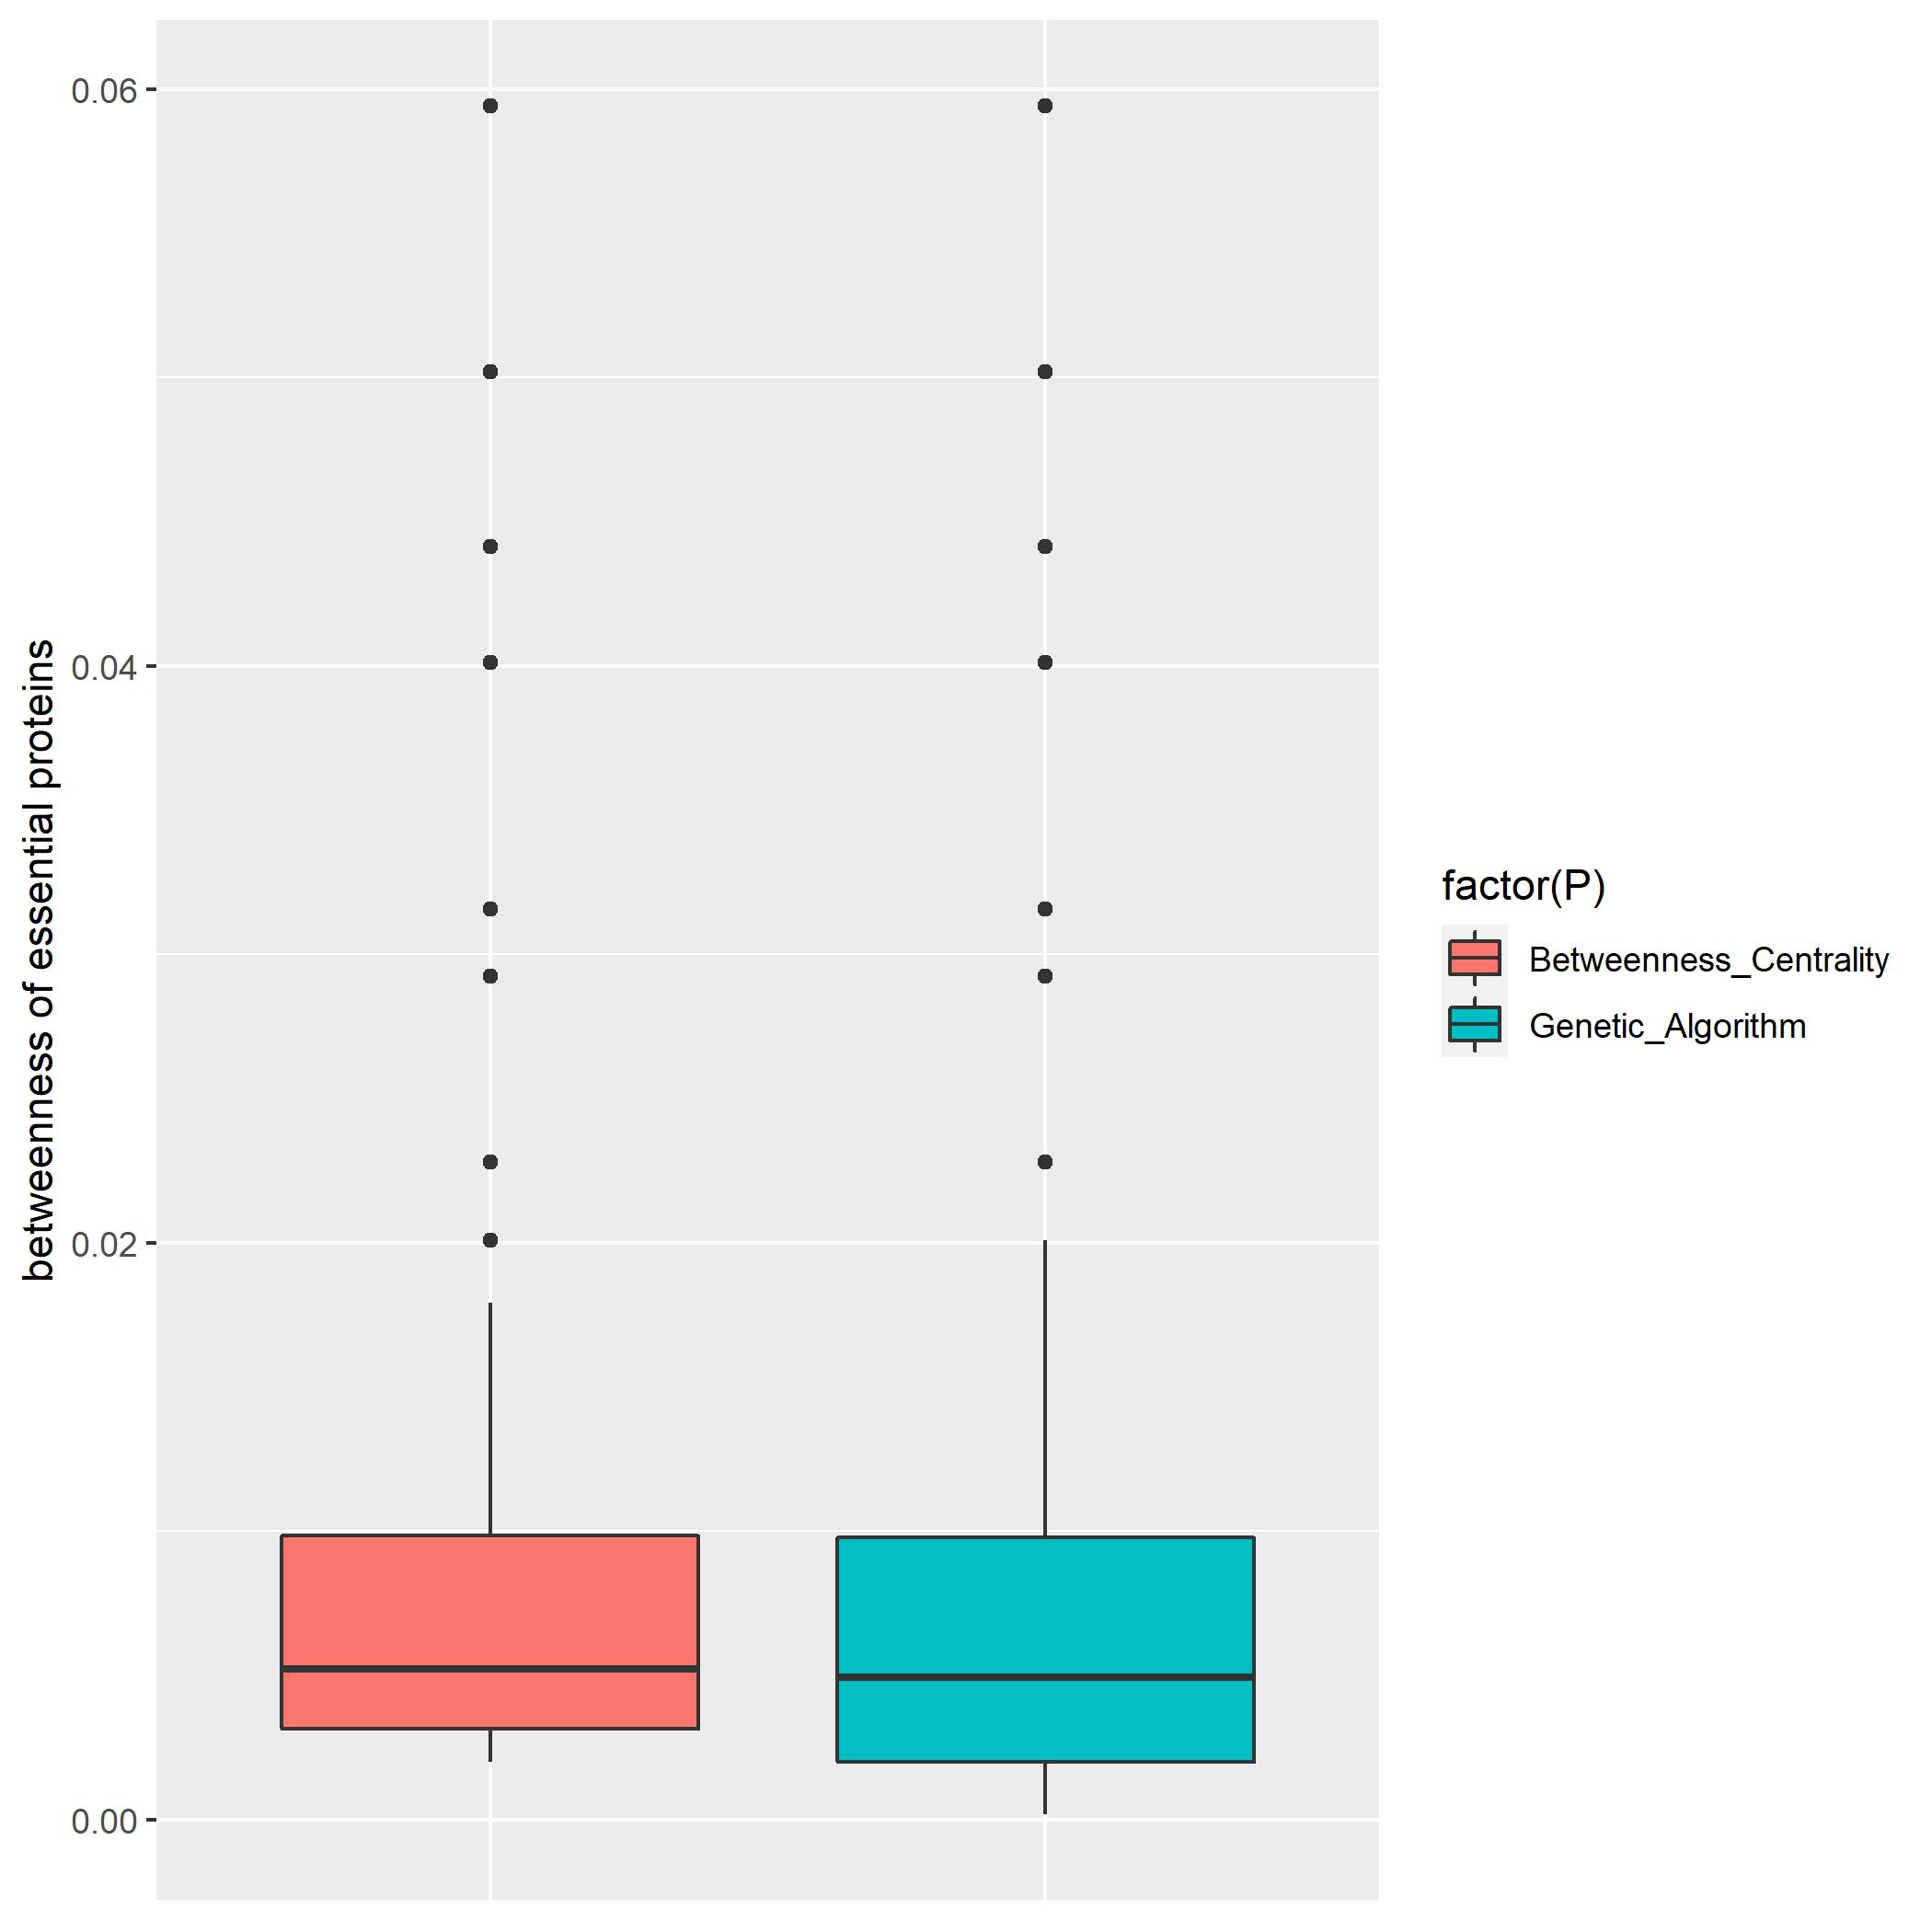 betweenness of essential proteins
0.06
0.04
0.02
0.00
factor(P)
Betweenness_Centrality
Genetic_Algorithm